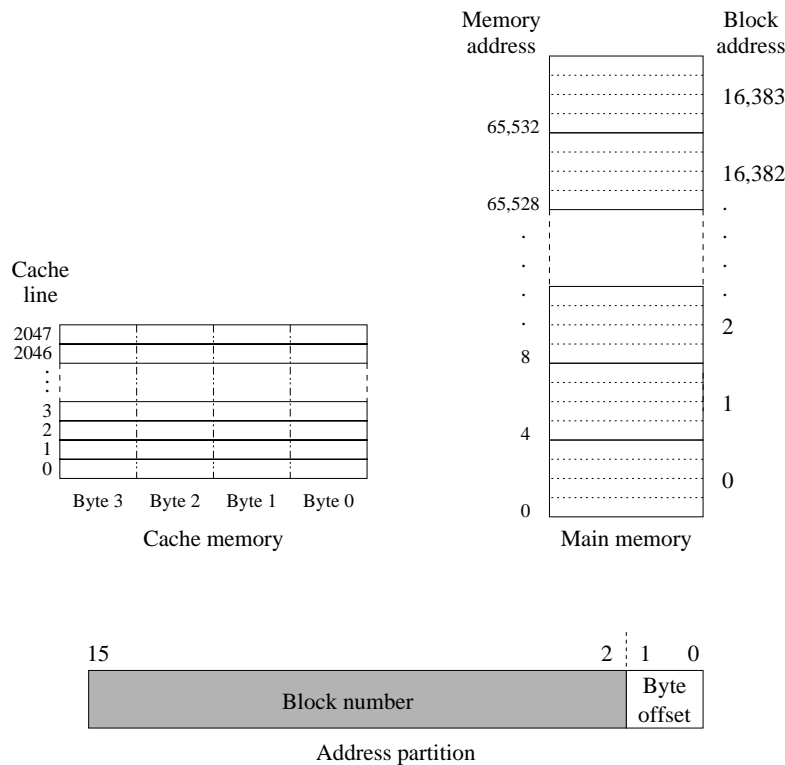 Memory address
Block address
16,383
65,532
16,382
65,528
Cache line
2047
2046
3
2
1
0
Byte 3 Byte 2 Byte 1 Byte 0
Cache memory
2
8
1
4
0
0
Main memory
15 2 1 0
Block number
Byte offset
Address partition